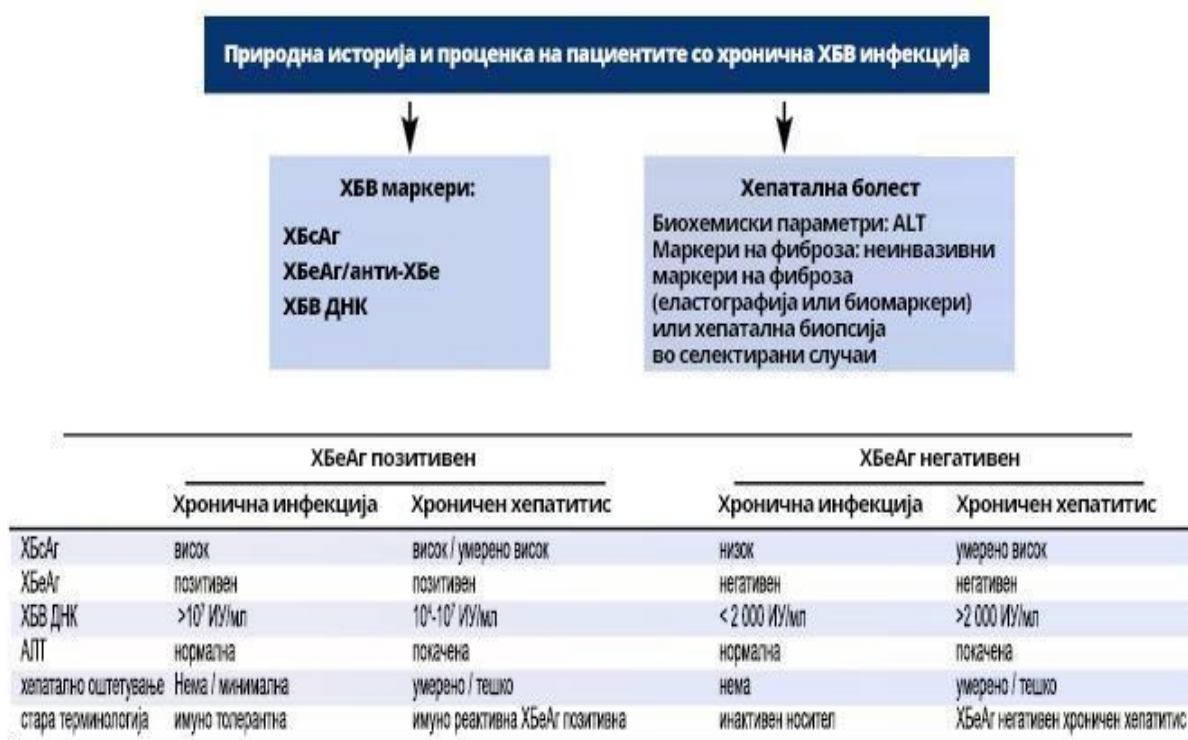 Природна историја и проценка на пациентите со хронична ХБВ инфекција
ХБВ маркери:
ХБсАг
ХБеАг/анти-ХБе
ХБВ ДНК
Хепатална болест
Биохемиски параметри: ALT
Маркери на фиброза: неинвазивни
маркери на фиброза
(еластографија или биомаркери)
или хепатална биопсија
во селектирани случаи
ХБеАг позитивен ХБеАг негативен
Хронична инфекција Хроничен хепатитис Хронична инфекција Хроничен хепатитис
ХБсАг висок висок / умерено висок низок умерено висок
ХБеАг позитивен позитивен негативен негативен
ХБВ ДНК >10⁷ ИУ/мл 10⁴-10⁷ ИУ/мл < 2 000 ИУ/мл >2 000 ИУ/мл
АЛТ нормална покачена нормална покачена
хепатално оштетување Нема / минимална умерено / тешко нема умерено / тешко
стара терминологија имуно толерантна имуно реактивна ХБеАг позитивна инактивен носител ХБеАг негативен хроничен хепатитис